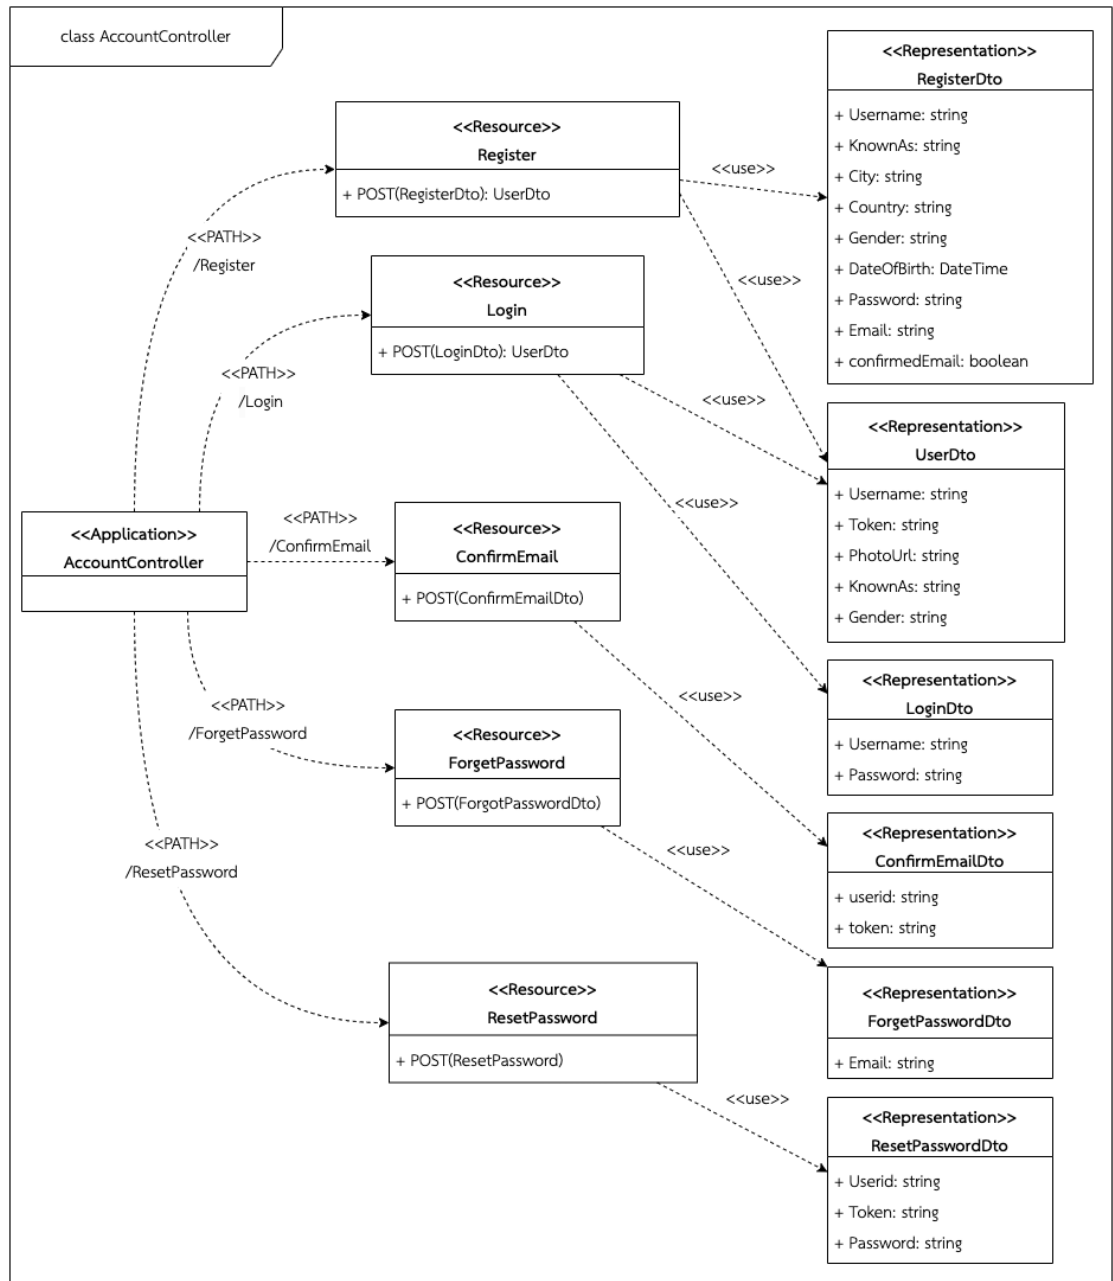 class AccountController
<<Representation>>
RegisterDto
+ Username: string
+ KnownAs: string
+ City: string
+ Country: string
+ Gender: string
+ DateOfBirth: DateTime
+ Password: string
+ Email: string
+ confirmedEmail: boolean
<<Resource>>
Register
+ POST(RegisterDto): UserDto
<<use>>
<<use>>
<<PATH>>
/Register
<<Resource>>
Login
+ POST(LoginDto): UserDto
<<PATH>>
/Login
<<use>>
<<use>>
<<Representation>>
UserDto
+ Username: string
+ Token: string
+ PhotoUrl: string
+ KnownAs: string
+ Gender: string
<<Application>>
AccountController
<<PATH>>
/ConfirmEmail
<<Resource>>
ConfirmEmail
+ POST(ConfirmEmailDto)
<<use>>
<<Representation>>
LoginDto
+ Username: string
+ Password: string
<<PATH>>
/ForgetPassword
<<Resource>>
ForgetPassword
+ POST(ForgotPasswordDto)
<<use>>
<<Representation>>
ConfirmEmailDto
+ userid: string
+ token: string
<<PATH>>
/ResetPassword
<<Representation>>
ForgetPasswordDto
+ Email: string
<<Resource>>
ResetPassword
+ POST(ResetPassword)
<<use>>
<<Representation>>
ResetPasswordDto
+ Userid: string
+ Token: string
+ Password: string